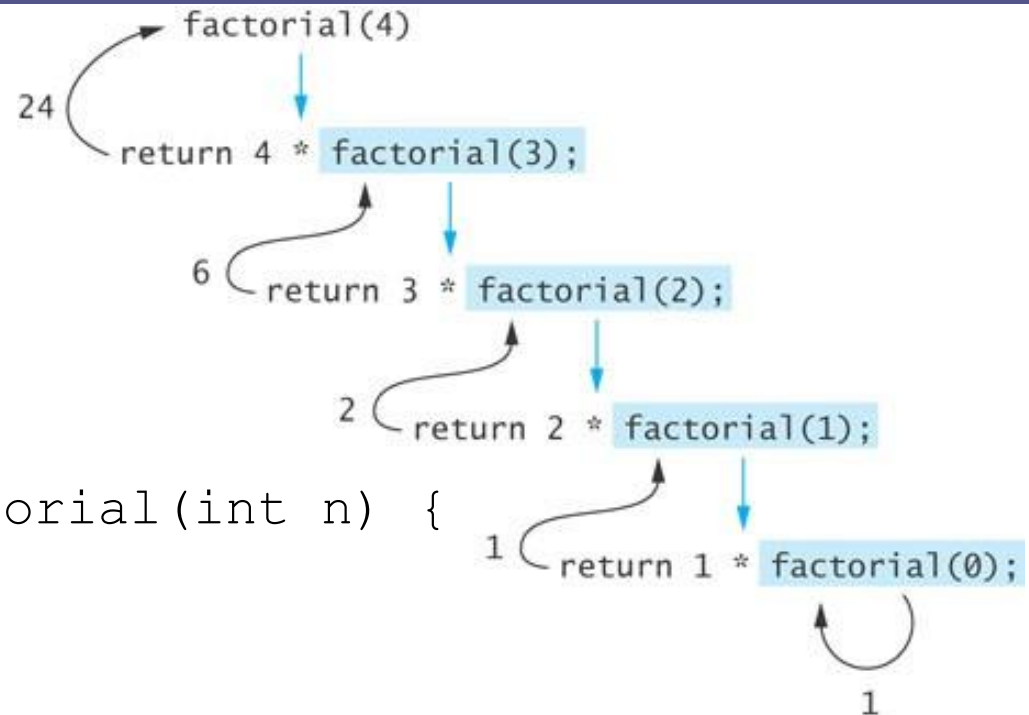 factorial(4)
24
return 4 * factorial(3);
6
return 3 * factorial(2);
2
return 2 * factorial(1);
orial(int n) {
1
return 1 * factorial(0);
1